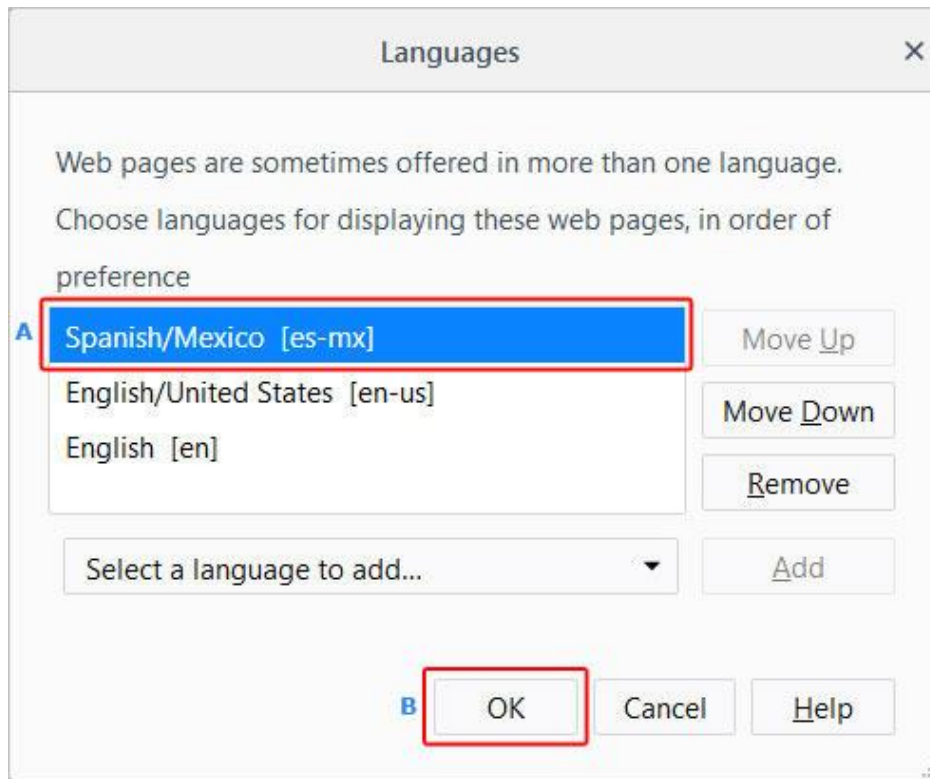 Languages
Web pages are sometimes offered in more than one language.
Choose languages for displaying these web pages, in order of
preference
A
Spanish/Mexico [es-mx]
Move Up
English/United States [en-us]
Move Down
English [en]
Remove
Select a language to add...
Add
B
OK
Cancel
Help